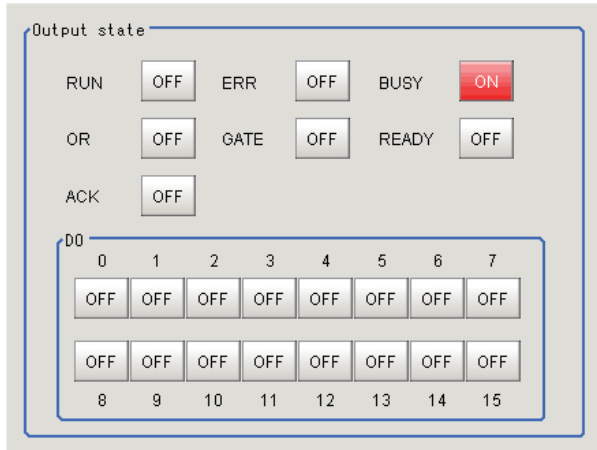 Output state
RUN OFF ERR OFF BUSY ON
OR OFF GATE OFF READY OFF
ACK OFF
DO
0 1 2 3 4 5 6 7
OFF OFF OFF OFF OFF OFF OFF OFF
OFF OFF OFF OFF OFF OFF OFF OFF
8 9 10 11 12 13 14 15